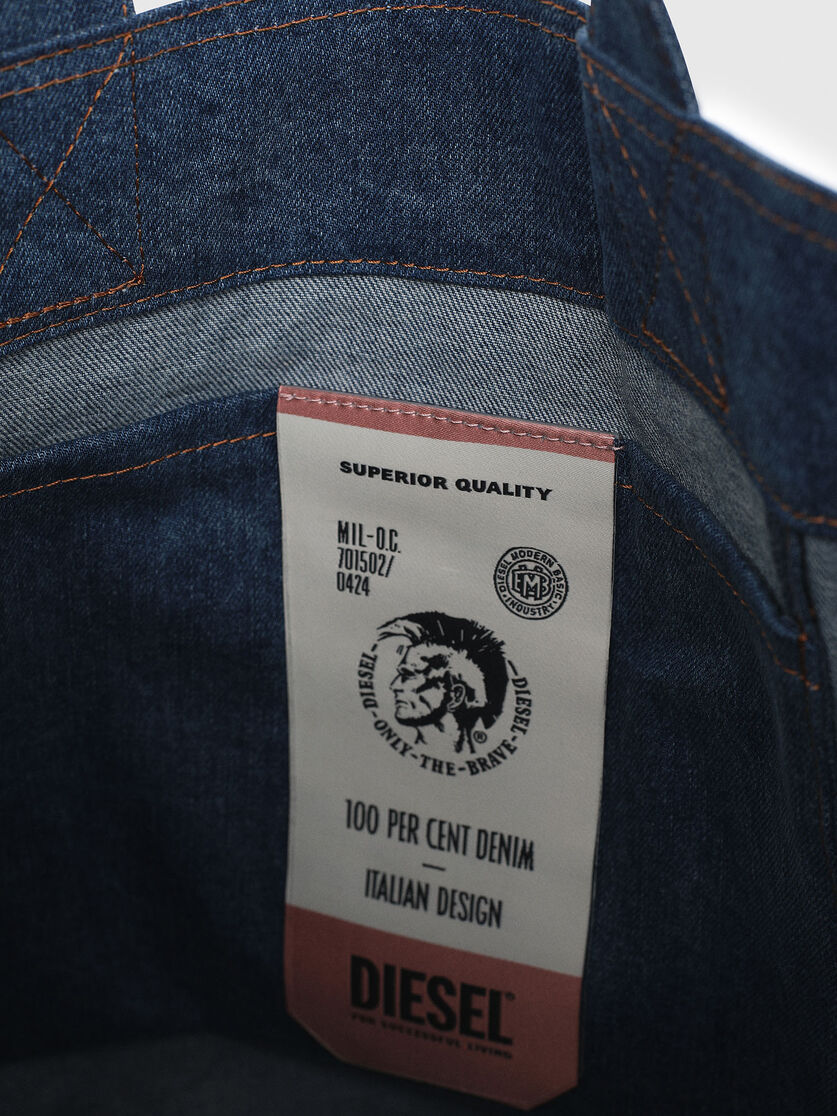 SUPERIOR QUALITY
MIL-O.C.
701502/
0424
DIESEL MODERN BASIC
EMB
INDUSTRY
DIESEL-ONLY-THE-BRAVE-DIESEL
®
100 PER CENT DENIM
—
ITALIAN DESIGN
DIESEL®
FOR SUCCESSFUL LIVING